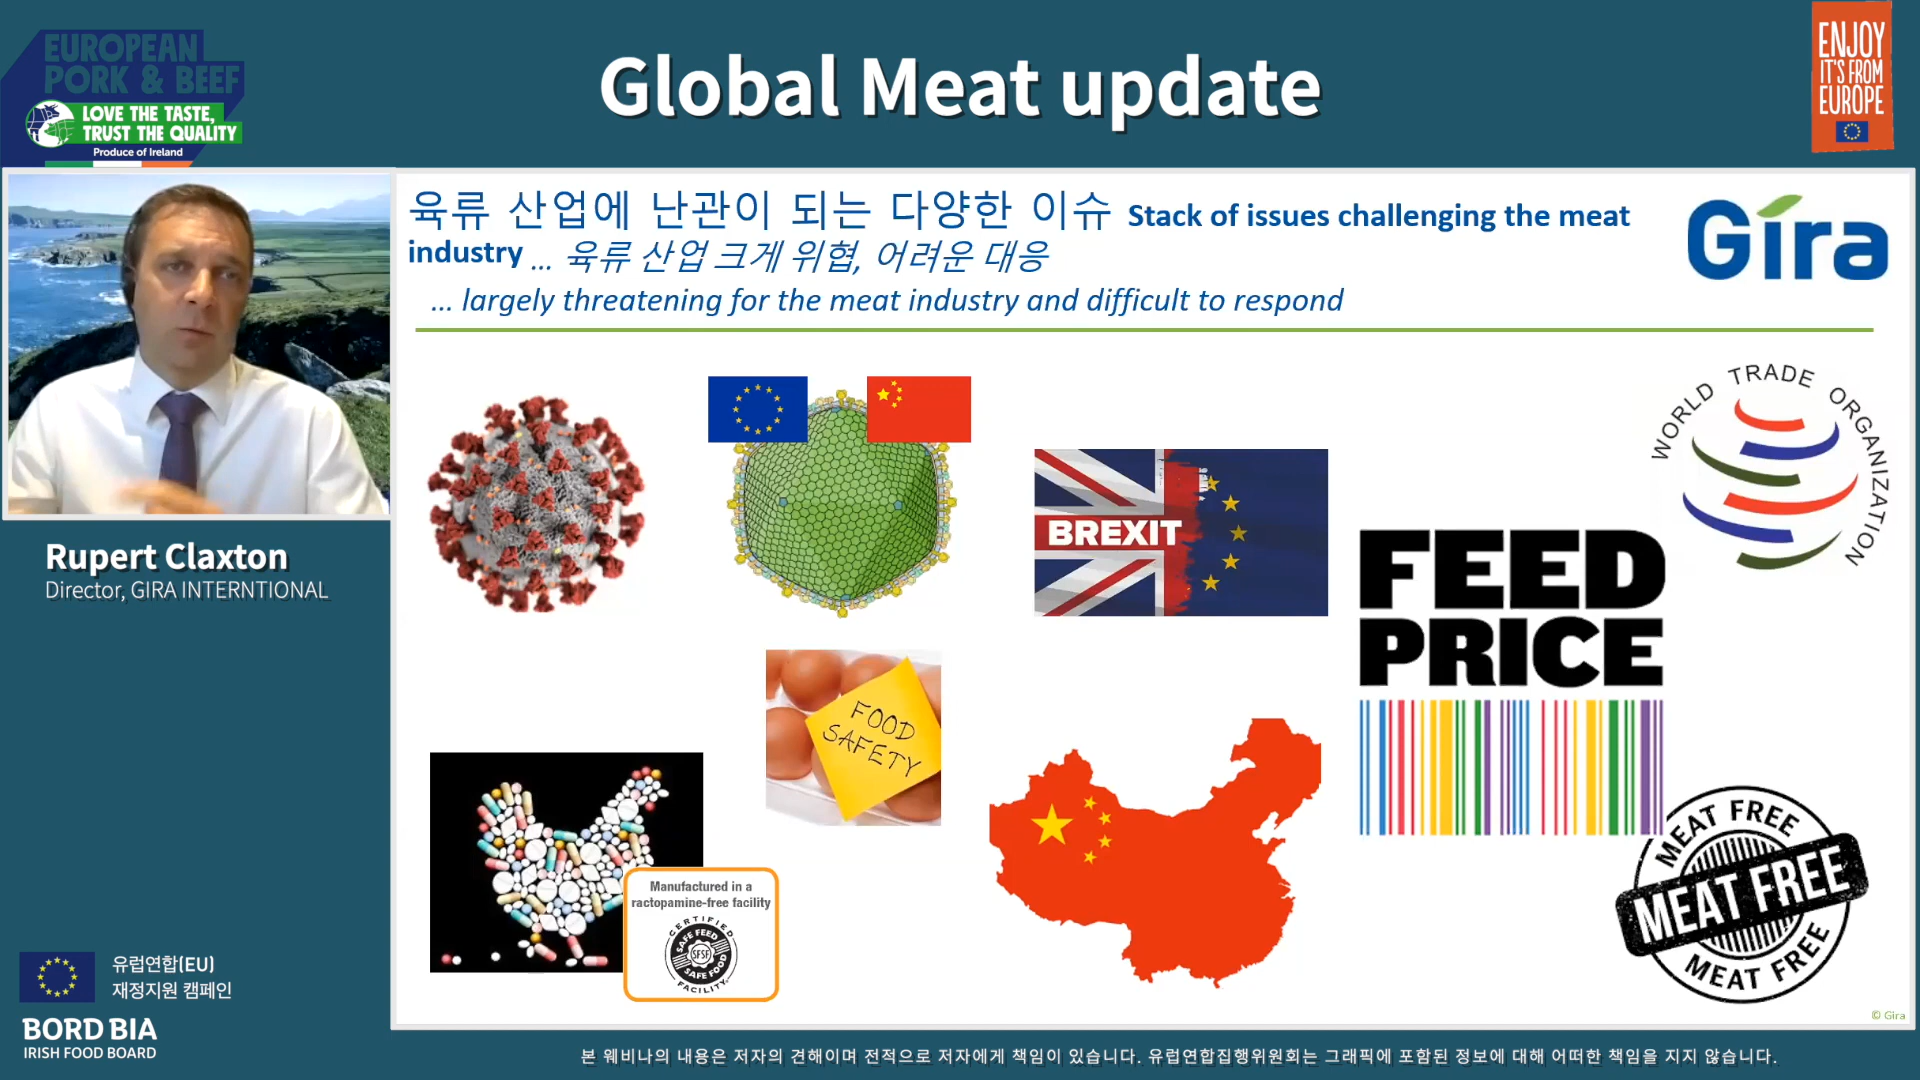 EUROPEAN
PORK & BEEF
LOVE THE TASTE,
TRUST THE QUALITY
Produce of Ireland
Global Meat update
ENJOY
IT'S FROM
EUROPE
육류 산업에 난관이 되는 다양한 이슈 Stack of issues challenging the meat
industry ... 육류 산업 크게 위협, 어려운 대응
... largely threatening for the meat industry and difficult to respond
Gira
Rupert Claxton
Director, GIRA INTERNTIONAL
BREXIT
WORLD TRADE ORGANIZATION
FEED
PRICE
FOOD
SAFETY
Manufactured in a
ractopamine-free facility
CERTIFIED
SAFE FEED
SFSF
SAFE FOOD
FACILITY
MEAT FREE
MEAT FREE
MEAT FREE
© Gira
유럽연합(EU)
재정지원 캠페인
BORD BIA
IRISH FOOD BOARD
본 웨비나의 내용은 저자의 견해이며 전적으로 저자에게 책임이 있습니다. 유럽연합집행위원회는 그래픽에 포함된 정보에 대해 어떠한 책임을 지지 않습니다.